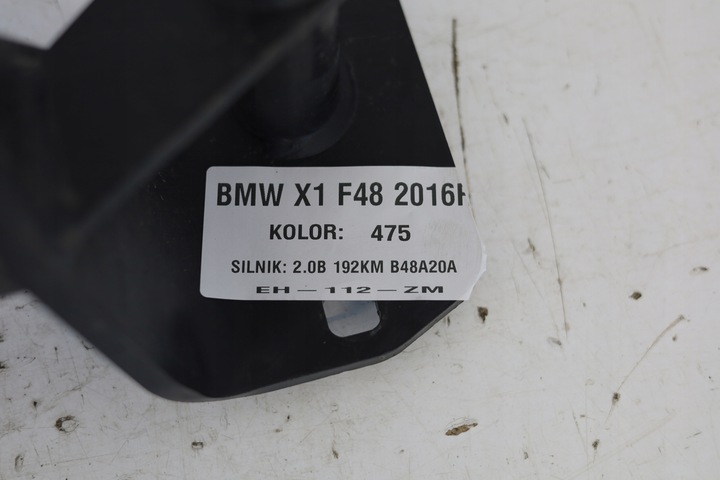 BMW X1 F48 2016
KOLOR: 475
SILNIK: 2.0B 192KM B48A20A
EH-112-ZM